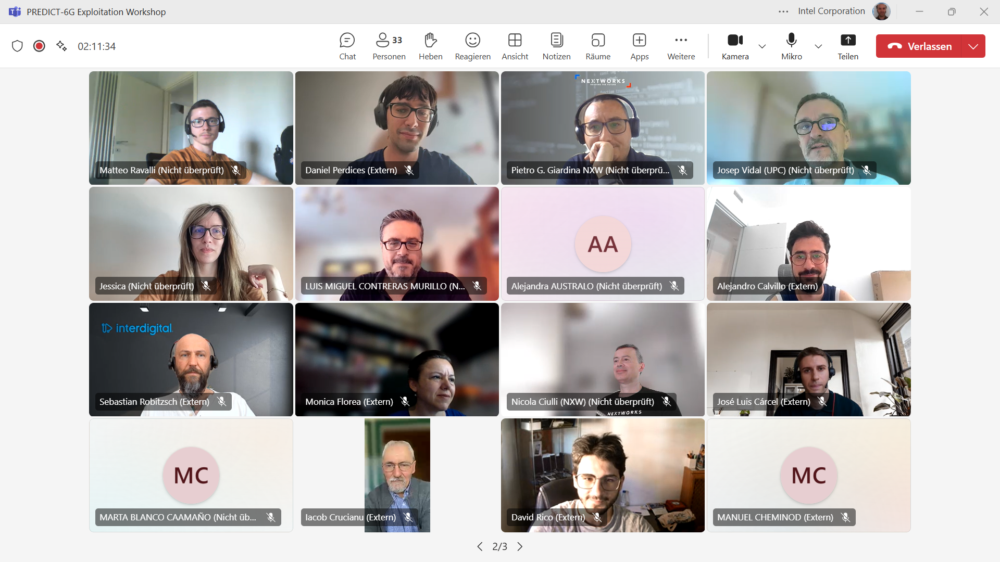 PREDICT-6G Exploitation Workshop
Intel Corporation
02:11:34
Chat
Personen 33
Heben
Reagieren
Ansicht
Notizen
Räume
Apps
Weitere
Kamera
Mikro
Teilen
Verlassen
NEXTWORKS
Matteo Ravalli (Nicht überprüft)
Daniel Perdices (Extern)
Pietro G. Giardina NXW (Nicht überprü...
Josep Vidal (UPC) (Nicht überprüft)
AA
Jessica (Nicht überprüft)
LUIS MIGUEL CONTRERAS MURILLO (N...
Alejandra AUSTRALO (Nicht überprüft)
Alejandro Calvillo (Extern)
interdigital.
Sebastian Robitzsch (Extern)
Monica Florea (Extern)
Nicola Ciulli (NXW) (Nicht überprüft)
José Luis Cárcel (Extern)
NEXTWORKS
MC
MC
MARTA BLANCO CAAMAÑO (Nicht üb...
Iacob Crucianu (Extern)
David Rico (Extern)
MANUEL CHEMINOD (Extern)
2/3